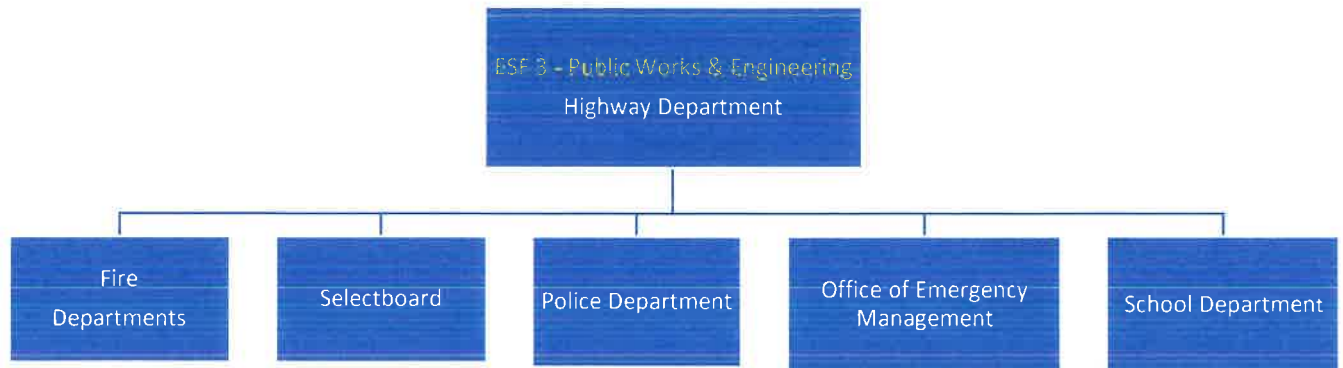 ESF 3 - Public Works & Engineering
Highway Department
Fire
Departments
Selectboard
Police Department
Office of Emergency
Management
School Department